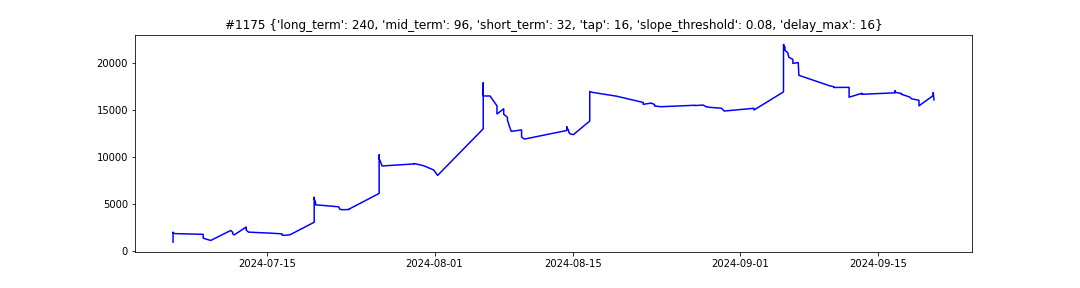 #1175 {'long_term': 240, 'mid_term': 96, 'short_term': 32, 'tap': 16, 'slope_threshold': 0.08, 'delay_max': 16}
20000
15000
10000
5000
0
2024-07-15 2024-08-01 2024-08-15 2024-09-01 2024-09-15